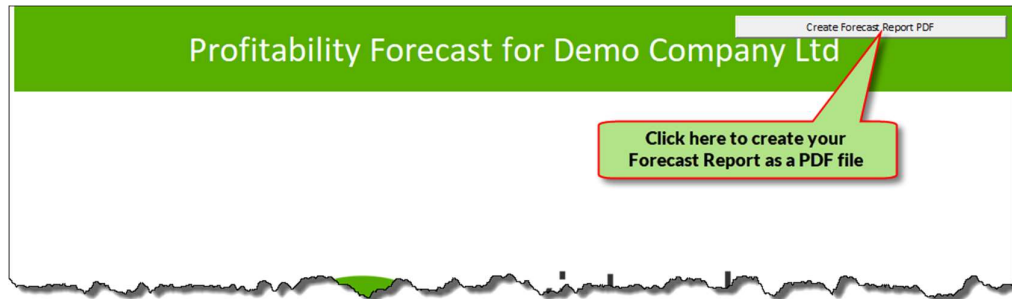 Create Forecast Report PDF
Profitability Forecast for Demo Company Ltd
Click here to create your
Forecast Report as a PDF file